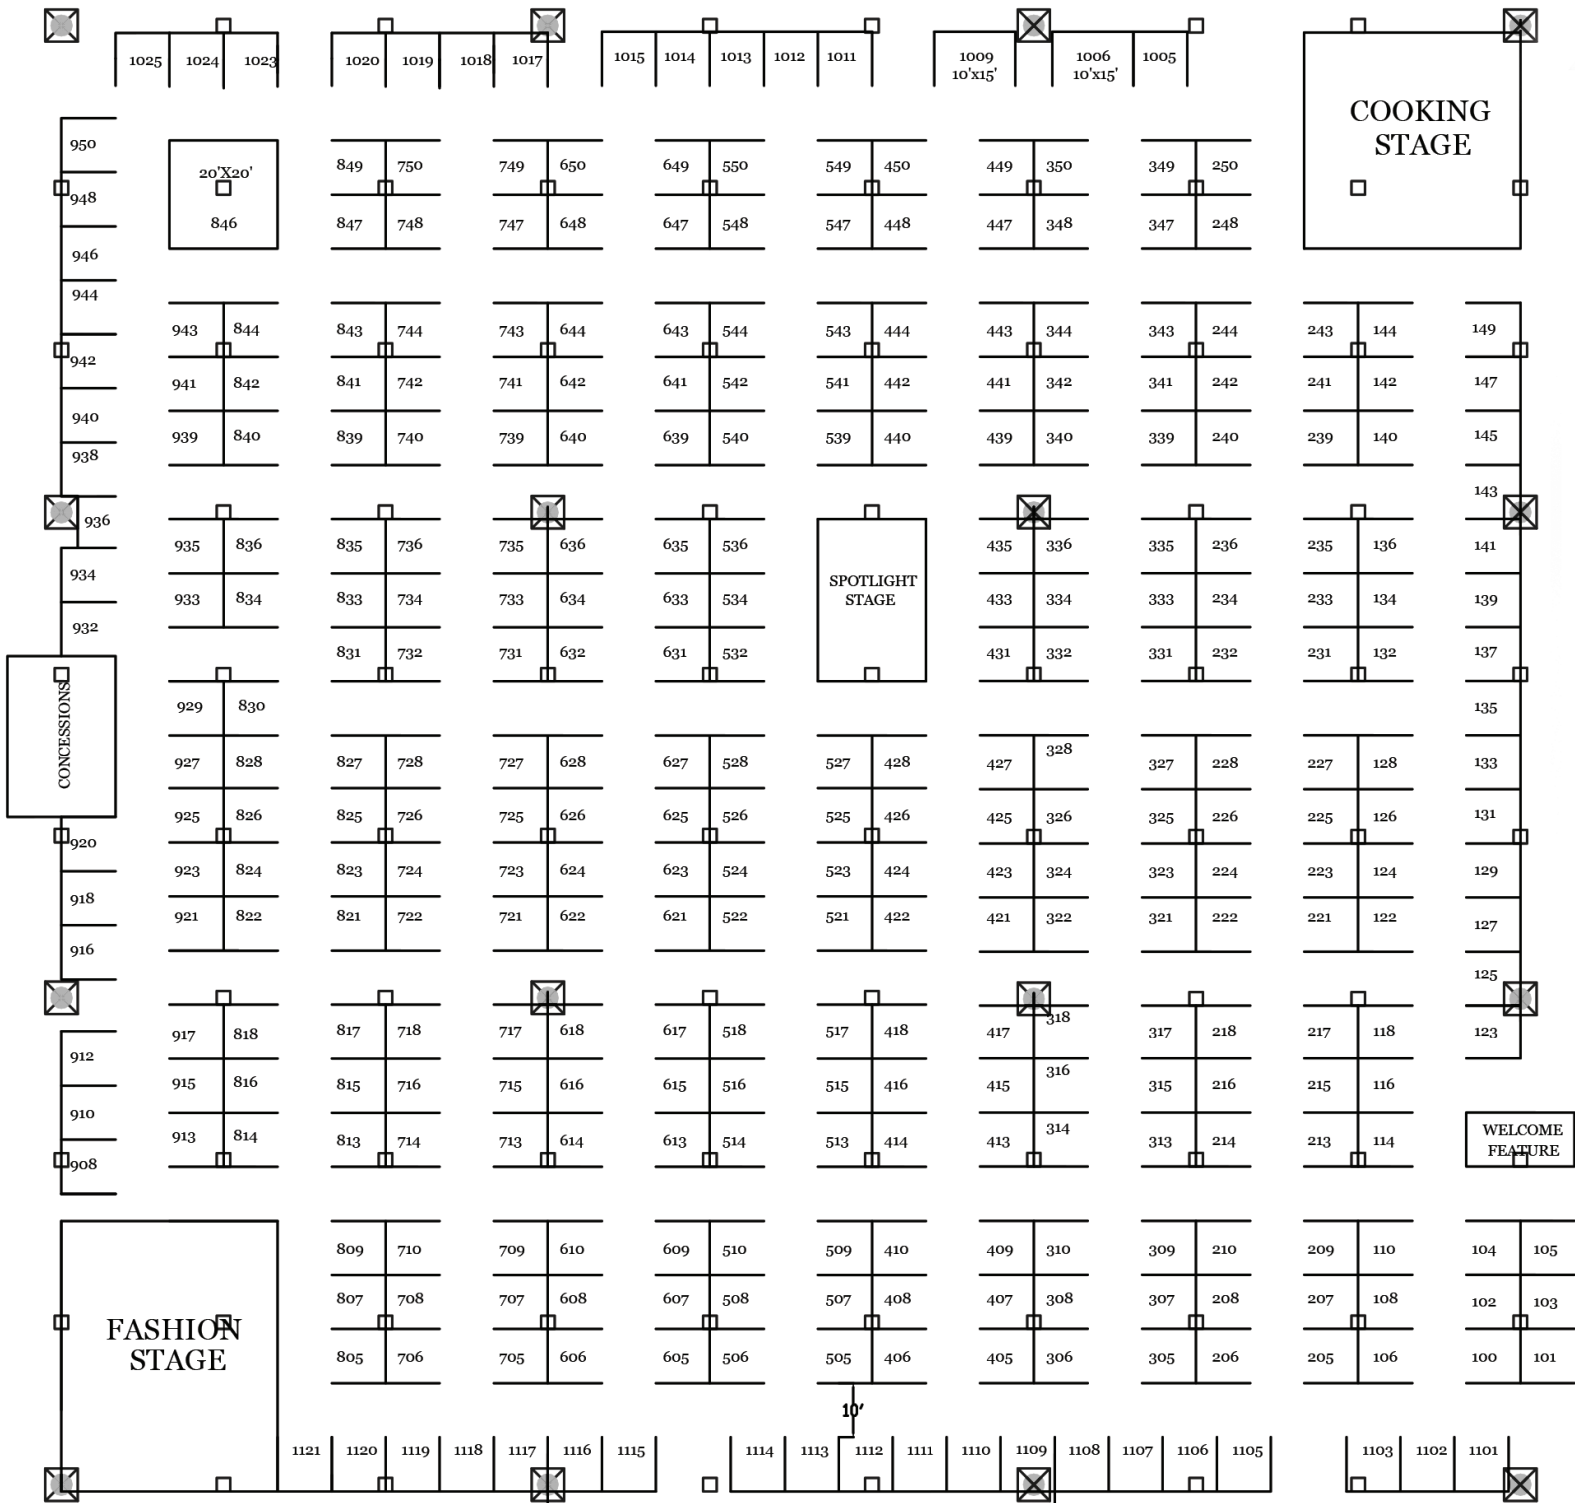 1025 1024 1023 1020 1019 1018 1017 1015 1014 1013 1012 1011 1009 1006 1005
10'x15' 10'x15'
COOKING
STAGE
950
849 750 749 650 649 550 549 450 449 350 349 250
20'X20'
948
846 847 748 747 648 647 548 547 448 447 348 347 248
946
944
943 844 843 744 743 644 643 544 543 444 443 344 343 244 243 144 149
942
941 842 841 742 741 642 641 542 541 442 441 342 341 242 241 142 147
940
939 840 839 740 739 640 639 540 539 440 439 340 339 240 239 140 145
938
143
936
935 836 835 736 735 636 635 536 435 336 335 236 235 136 141
934
SPOTLIGHT
STAGE
933 834 833 734 733 634 633 534 433 334 333 234 233 134 139
932
831 732 731 632 631 532 431 332 331 232 231 132 137
CONCESSIONS
929 830 135
328
927 828 827 728 727 628 627 528 527 428 427 327 228 227 128 133
925 826 825 726 725 626 625 526 525 426 425 326 325 226 225 126 131
920
923 824 823 724 723 624 623 524 523 424 423 324 323 224 223 124 129
918
921 822 821 722 721 622 621 522 521 422 421 322 321 222 221 122 127
916
125
318
917 818 817 718 717 618 617 518 517 418 417 317 218 217 118 123
912
316
915 816 815 716 715 616 615 516 515 416 415 315 216 215 116
910
314
913 814 813 714 713 614 613 514 513 414 413 313 214 213 114
WELCOME
FEATURE
908
809 710 709 610 609 510 509 410 409 310 309 210 209 110 104 105
807 708 707 608 607 508 507 408 407 308 307 208 207 108 102 103
FASHION
STAGE
805 706 705 606 605 506 505 406 405 306 305 206 205 106 100 101
10'
1121 1120 1119 1118 1117 1116 1115 1114 1113 1112 1111 1110 1109 1108 1107 1106 1105 1103 1102 1101